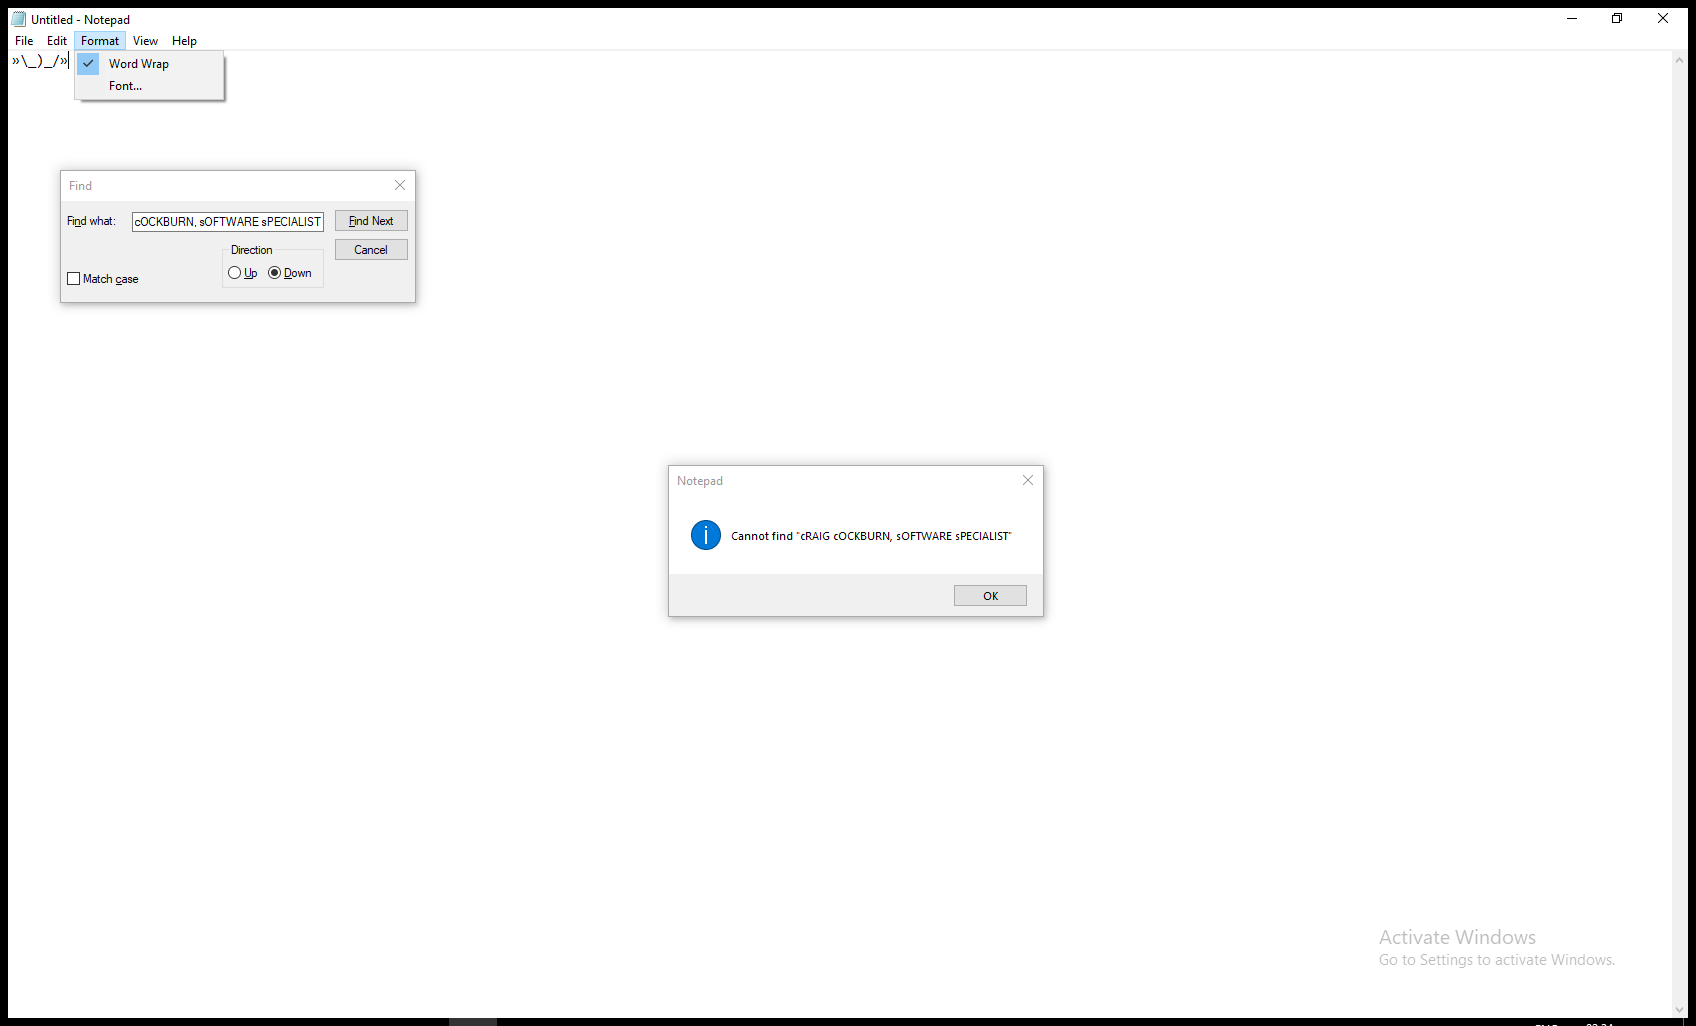 Untitled - Notepad
File Edit Format View Help
»\_)_/»
Word Wrap
Font...
Find
Find what: cOCKBURN, sOFTWARE sPECIALIST Find Next
Direction Cancel
Up Down
Match case
Notepad
Cannot find "cRAIG cOCKBURN, sOFTWARE sPECIALIST"
OK
Activate Windows
Go to Settings to activate Windows.